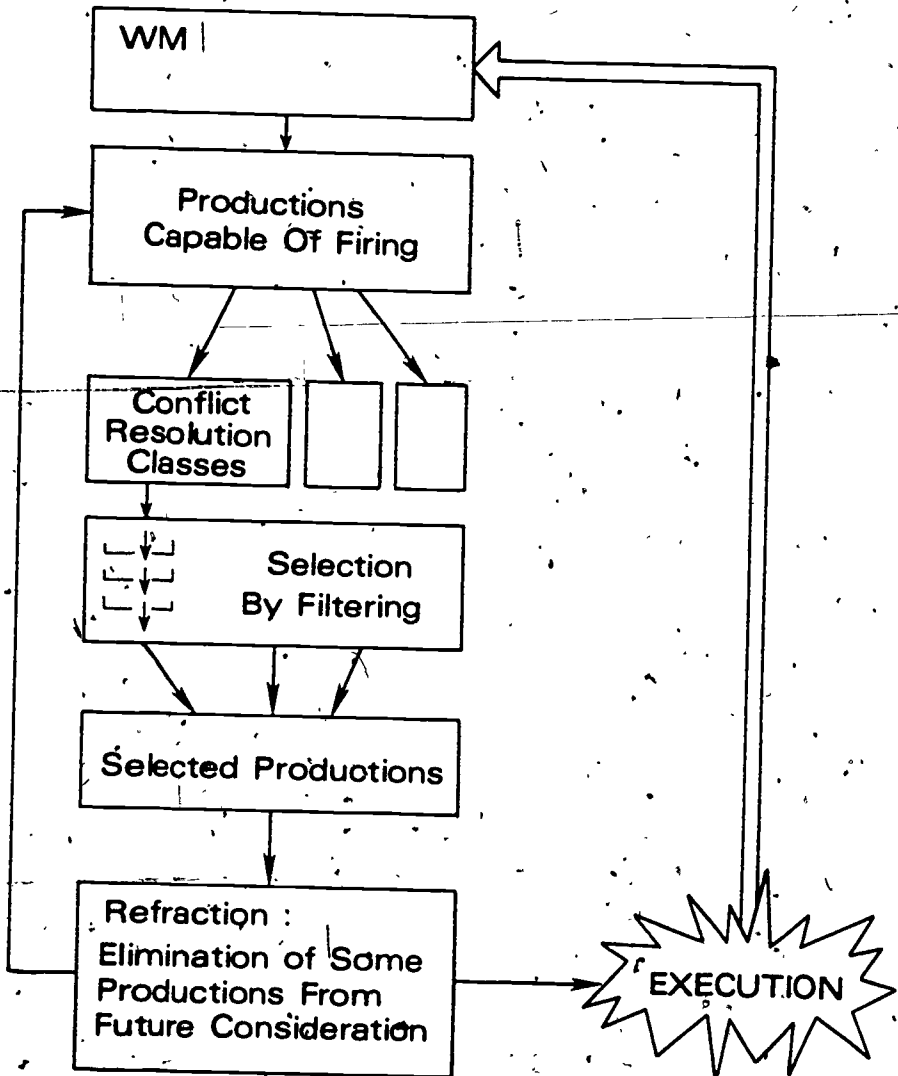 WM
Productions
Capable Of Firing
Conflict
Resolution
Classes
Selection
By Filtering
Selected Productions
Refraction :
Elimination of Some
Productions From
Future Consideration
EXECUTION